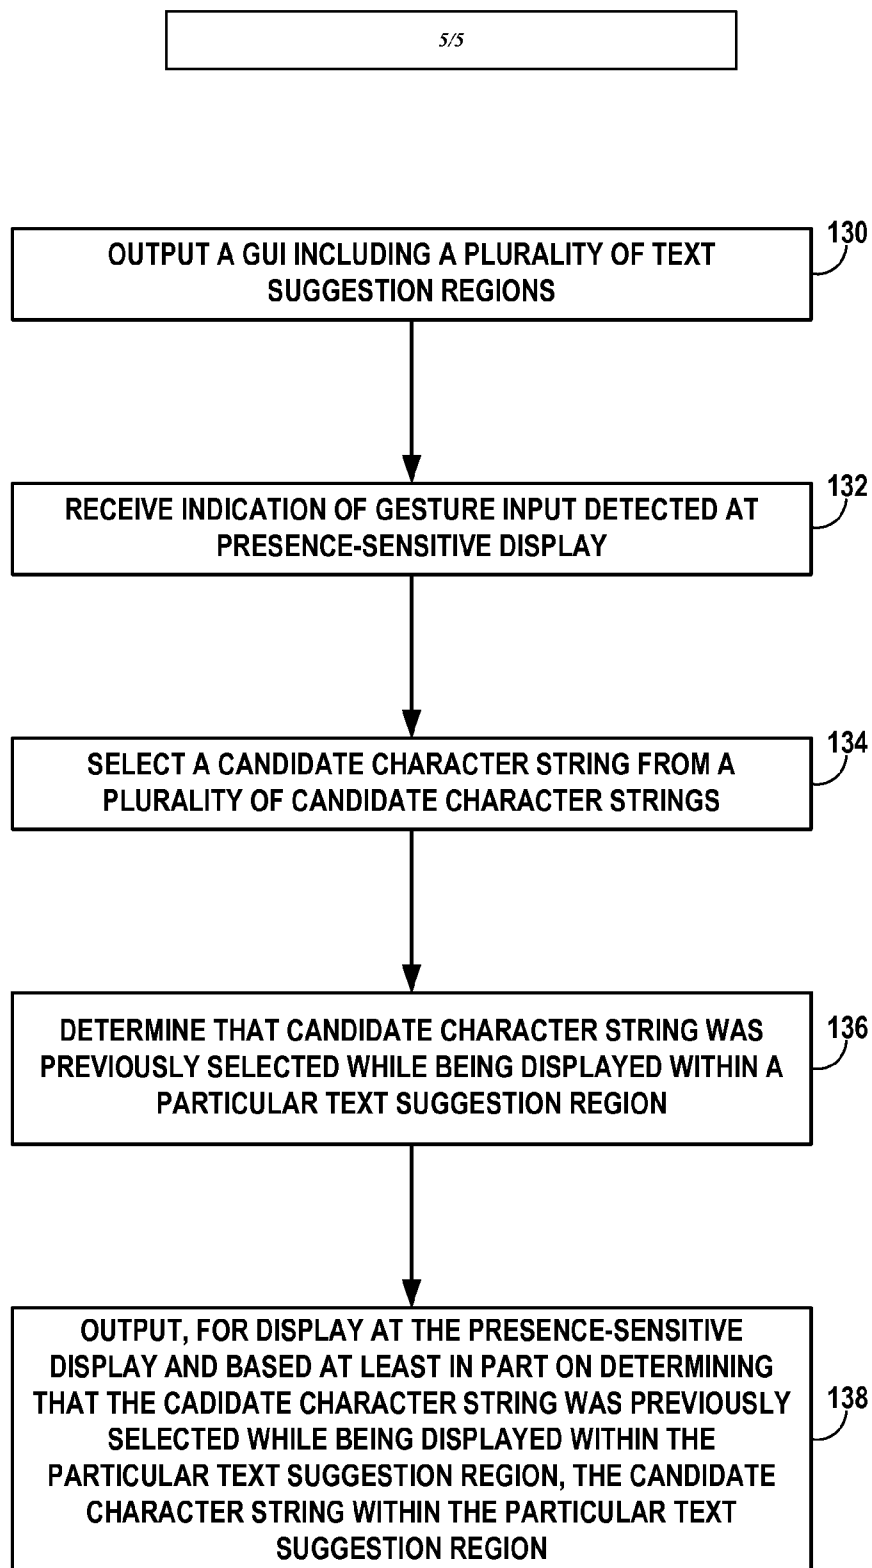 5/5
OUTPUT A GUI INCLUDING A PLURALITY OF TEXT
SUGGESTION REGIONS
130
RECEIVE INDICATION OF GESTURE INPUT DETECTED AT
PRESENCE-SENSITIVE DISPLAY
132
SELECT A CANDIDATE CHARACTER STRING FROM A
PLURALITY OF CANDIDATE CHARACTER STRINGS
134
DETERMINE THAT CANDIDATE CHARACTER STRING WAS
PREVIOUSLY SELECTED WHILE BEING DISPLAYED WITHIN A
PARTICULAR TEXT SUGGESTION REGION
136
OUTPUT, FOR DISPLAY AT THE PRESENCE-SENSITIVE
DISPLAY AND BASED AT LEAST IN PART ON DETERMINING
THAT THE CADIDATE CHARACTER STRING WAS PREVIOUSLY
SELECTED WHILE BEING DISPLAYED WITHIN THE
PARTICULAR TEXT SUGGESTION REGION, THE CANDIDATE
CHARACTER STRING WITHIN THE PARTICULAR TEXT
SUGGESTION REGION
138